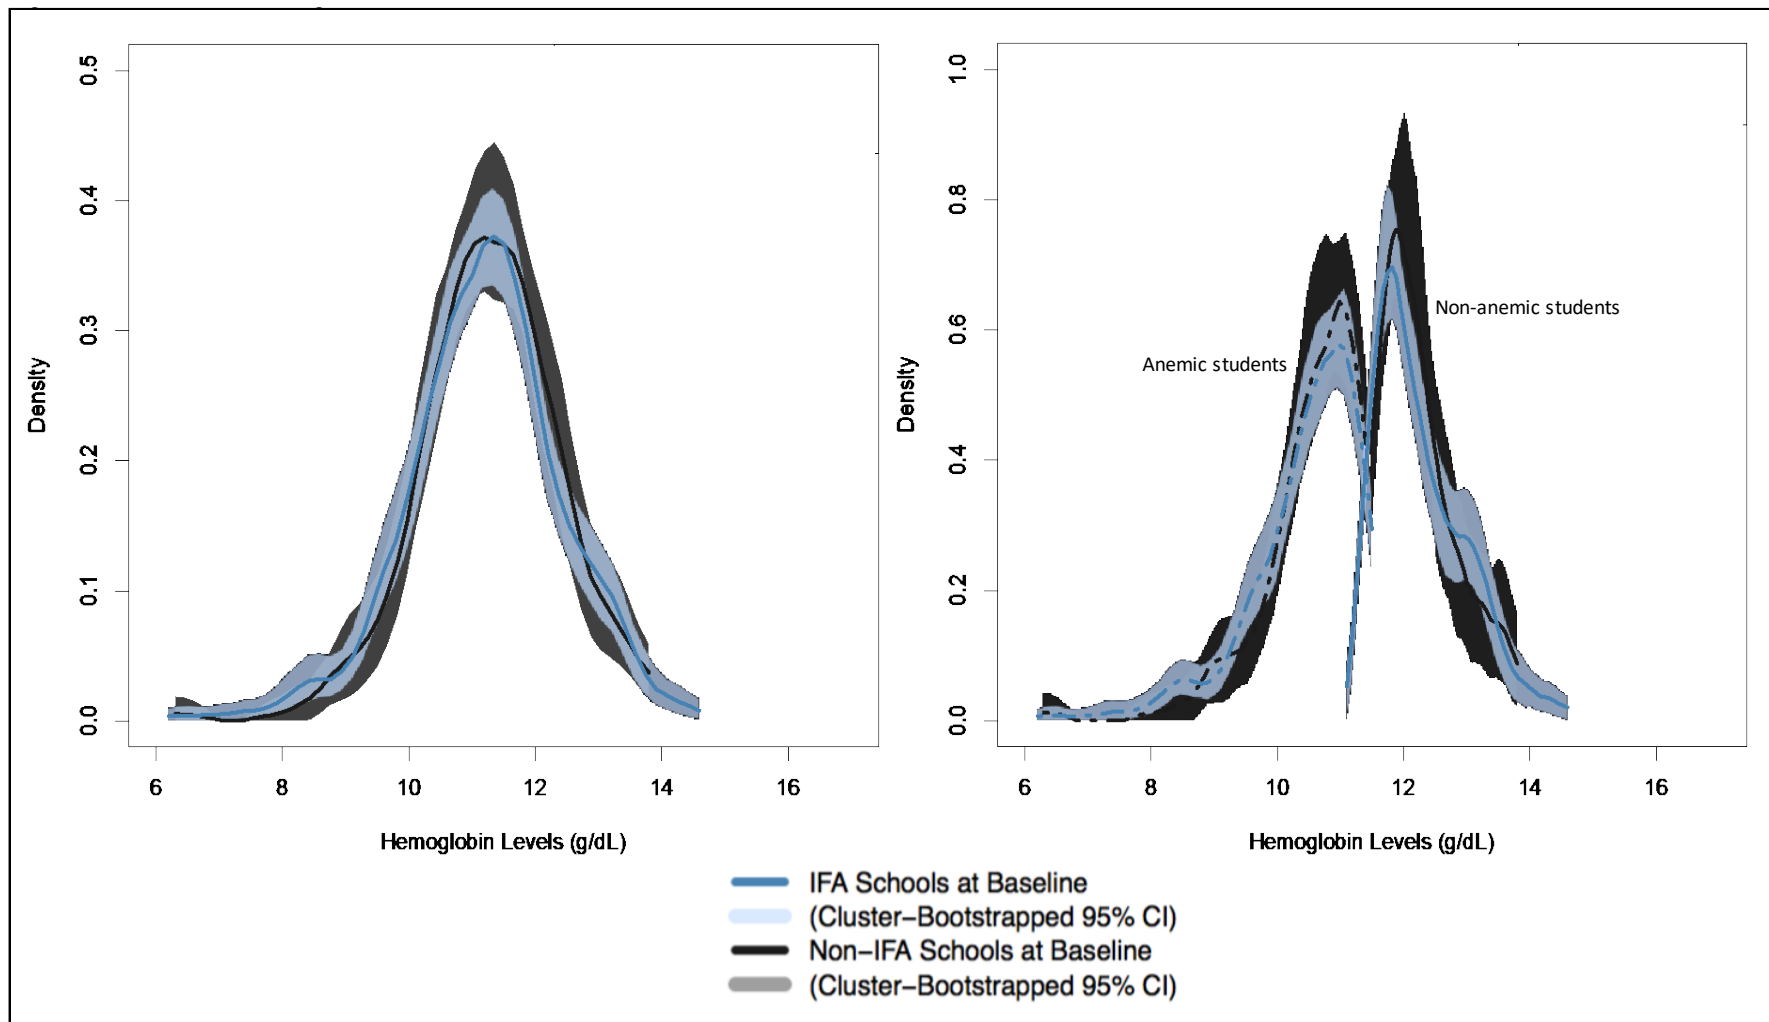 0.5
0.4
0.3
0.2
0.1
0.0
Density
6 8 10 12 14 16
Hemoglobin Levels (g/dL)
1.0
0.8
0.6
0.4
0.2
0.0
Density
Anemic students
Non-anemic students
6 8 10 12 14 16
Hemoglobin Levels (g/dL)
IFA Schools at Baseline
(Cluster–Bootstrapped 95% CI)
Non–IFA Schools at Baseline
(Cluster–Bootstrapped 95% CI)